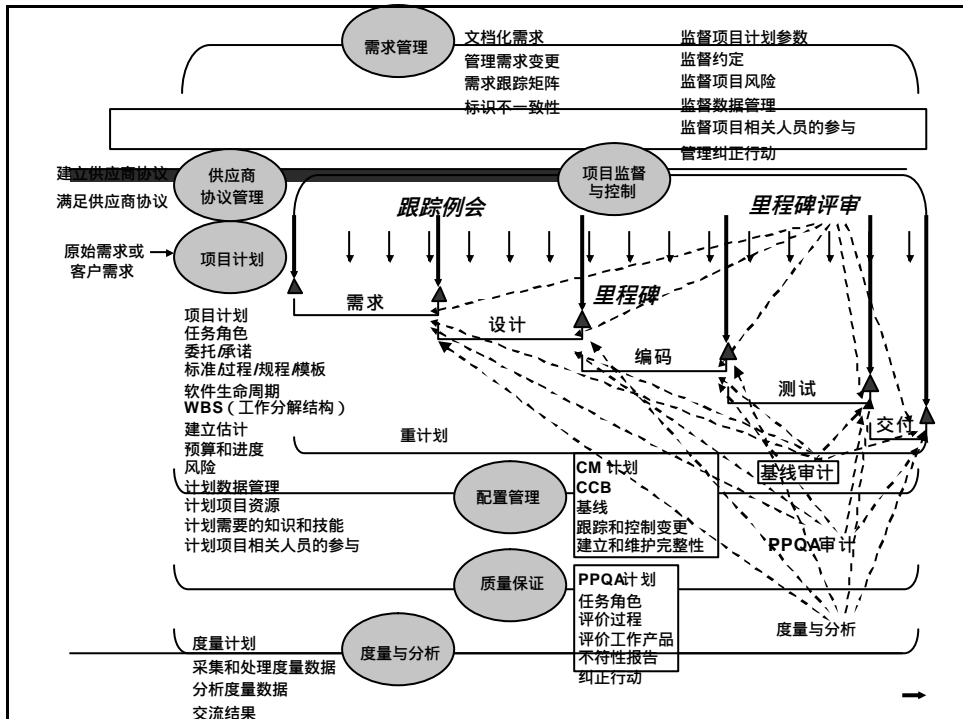 需求管理
文档化需求
管理需求变更
需求跟踪矩阵
标识不一致性
监督项目计划参数
监督约定
监督项目风险
监督数据管理
监督项目相关人员的参与
管理纠正行动
建立供应商协议
满足供应商协议
供应商
协议管理
项目监督
与控制
跟踪例会
里程碑评审
原始需求或
客户需求
项目计划
需求
里程碑
设计
编码
测试
交付
项目计划
任务角色
委托/承诺
标准/过程/规程/模板
软件生命周期
WBS（工作分解结构）
建立估计
预算和进度
风险
计划数据管理
计划项目资源
计划需要的知识和技能
计划项目相关人员的参与
重计划
配置管理
CM 计划
CCB
基线
跟踪和控制变更
建立和维护完整性
基线审计
PPQA审计
质量保证
PPQA计划
任务角色
评价过程
评价工作产品
不符性报告
纠正行动
度量与分析
度量计划
采集和处理度量数据
分析度量数据
交流结果
度量与分析